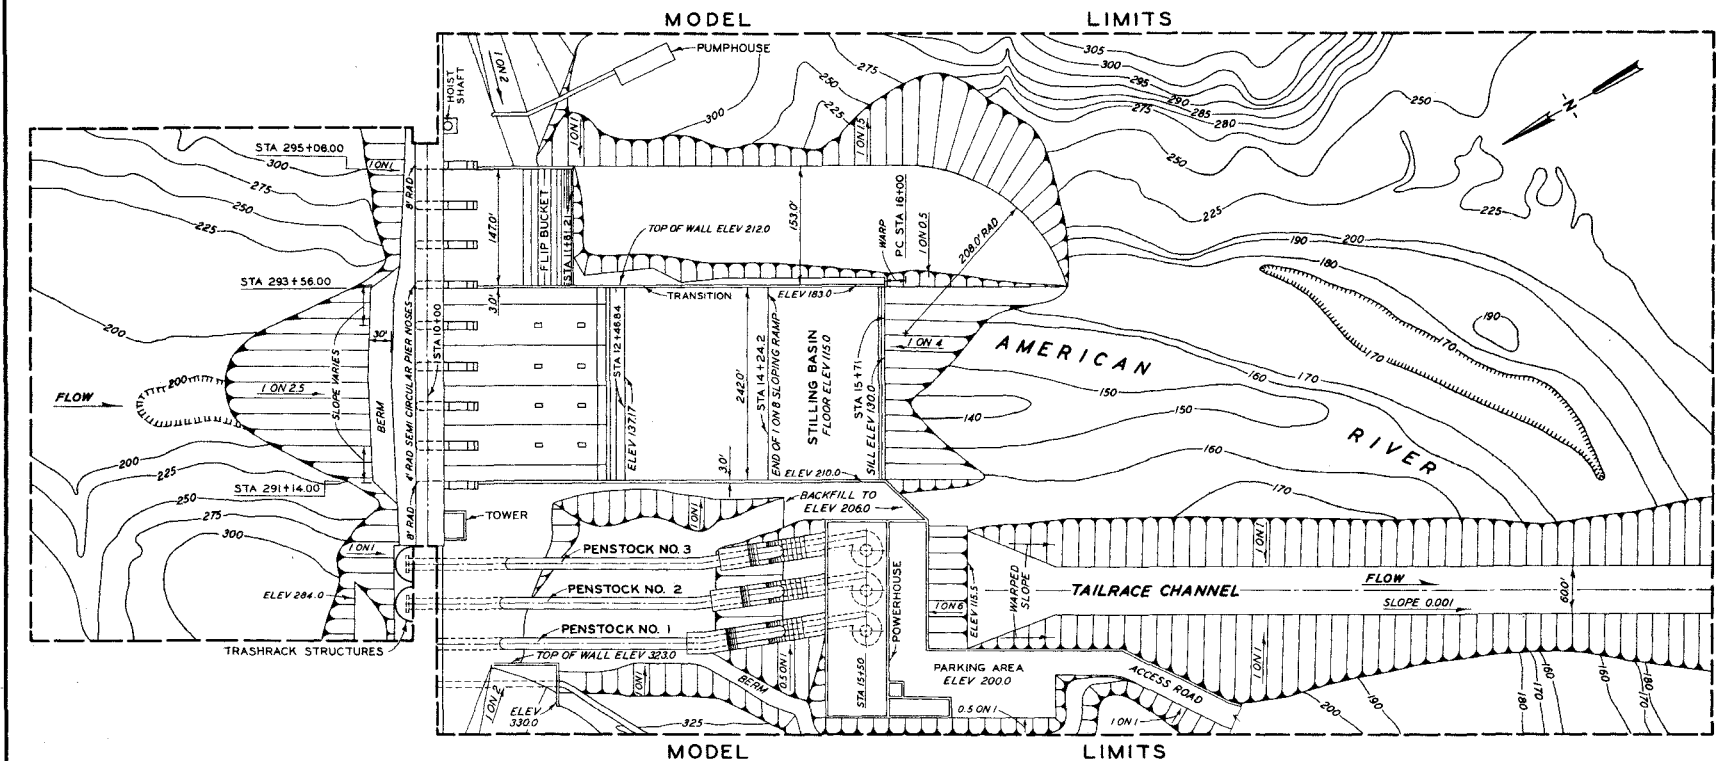 MODEL LIMITS
PUMPHOUSE
HOIST
SHAFT
2 NO 1
1 ON 1
1 ON 1.5
300
275
250
225
305
300
295
290
285
280
275
250
250
225
225
N
STA 295+08.00
300
275
250
225
1 ON 1
8' RAD
147.0'
FLIP BUCKET
STA 11+81.21
TOP OF WALL ELEV 212.0
153.0'
WARP
P.C. STA 16+00
1 ON 0.5
208.0' RAD
190
200
180
STA 293+56.00
3.0'
TRANSITION
ELEV 183.0
200
SLOPE VARIES
30'
BERM
4' RAD SEMI CIRCULAR PIER NOSES
STA 10+00
STA 12+46.84
ELEV 137.17
242.0'
STA 14+24.2
END OF 1 ON 8 SLOPING RAMP
STILLING BASIN
FLOOR ELEV 115.0
STA 15+71
SILL ELEV 130.0
1 ON 4
AMERICAN
RIVER
190
170
170
160
170
150
150
140
160
160
170
FLOW
200
1 ON 2.5
200
225
250
275
300
STA 291+14.00
8' RAD
3.0'
ELEV 210.0
BACKFILL TO
ELEV 206.0
TOWER
1 ON 1
1 ON 1
PENSTOCK NO. 3
PENSTOCK NO. 2
PENSTOCK NO. 1
ELEV 284.0
TRASHRACK STRUCTURES
TOP OF WALL ELEV 323.0
POWERHOUSE
STA 15+50
1 ON 6
ELEV 115.5
WARPED
SLOPE
TAILRACE CHANNEL
FLOW
SLOPE 0.001
600'
1 ON 1
1 ON 1
0.5 ON 1
BERM
1 ON 1
1 ON 2
ELEV
330.0
325
PARKING AREA
ELEV 200.0
ACCESS ROAD
0.5 ON 1
1 ON 1
200
190
190
180
170
160
160
170
180
MODEL LIMITS